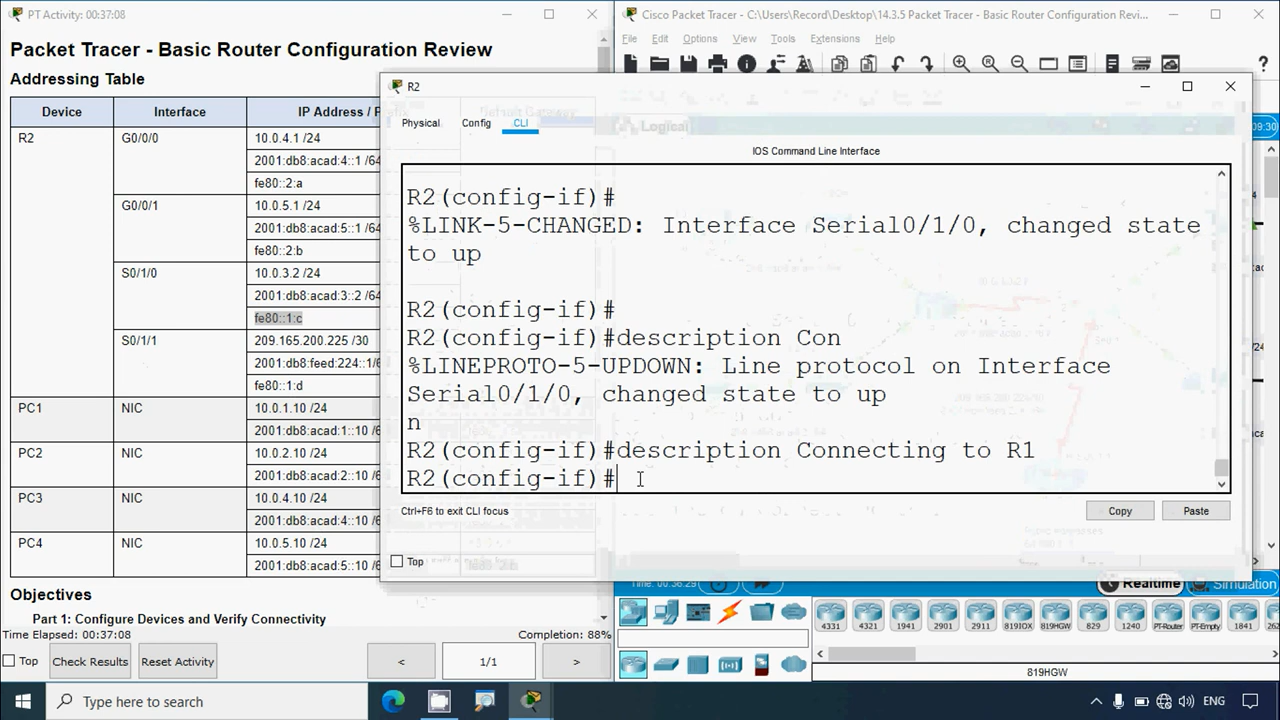 PT Activity: 00:37:08
Cisco Packet Tracer - C:\Users\Record\Desktop\14.3.5 Packet Tracer - Basic Router Configuration Revi...
File Edit Options View Tools Extensions Help
Packet Tracer - Basic Router Configuration Review
Addressing Table
Device Interface IP Address / P
R2 G0/0/0 10.0.4.1 /24
2001:db8:acad:4::1 /64
fe80::2:a
G0/0/1 10.0.5.1 /24
2001:db8:acad:5::1 /64
fe80::2:b
S0/1/0 10.0.3.2 /24
2001:db8:acad:3::2 /64
fe80::1:c
S0/1/1 209.165.200.225 /30
2001:db8:feed:224::1/6
fe80::1:d
PC1 NIC 10.0.1.10 /24
2001:db8:acad:1::10 /6
PC2 NIC 10.0.2.10 /24
2001:db8:acad:2::10 /6
PC3 NIC 10.0.4.10 /24
2001:db8:acad:4::10 /6
PC4 NIC 10.0.5.10 /24
2001:db8:acad:5::10 /6
Objectives
Part 1: Configure Devices and Verify Connectivity
Time Elapsed: 00:37:08 Completion: 88%
Top Check Results Reset Activity < 1/1 >
R2
Physical Config CLI
Logical
09:30
IOS Command Line Interface
R2(config-if)#
%LINK-5-CHANGED: Interface Serial0/1/0, changed state
to up
R2(config-if)#
R2(config-if)#description Con
%LINEPROTO-5-UPDOWN: Line protocol on Interface
Serial0/1/0, changed state to up
n
R2(config-if)#description Connecting to R1
R2(config-if)#
Ctrl+F6 to exit CLI focus
Copy Paste
Top
Time: 00:36:29
Realtime Simulation
4331 4321 1941 2901 2911 819IOX 819HGW 829 1240 PT-Router PT-Empty 1841 262
819HGW
Type here to search
ENG